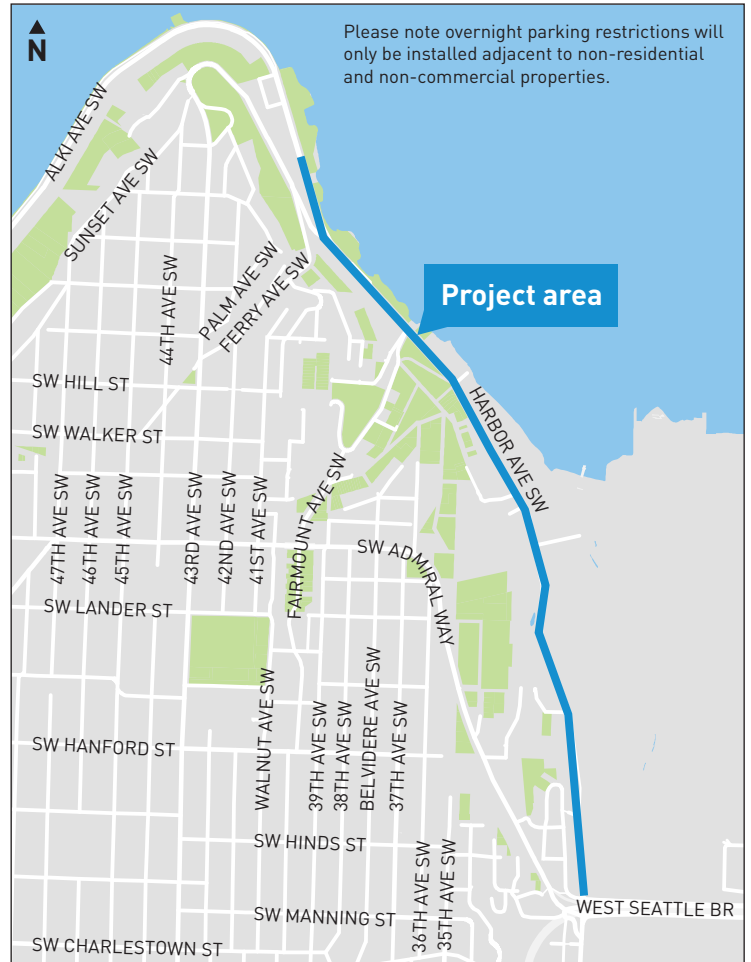 N
Please note overnight parking restrictions will
only be installed adjacent to non-residential
and non-commercial properties.
ALKI AVE SW
SUNSET AVE SW
44TH AVE SW
PALM AVE SW
FERRY AVE SW
Project area
SW HILL ST
HARBOR AVE SW
SW WALKER ST
47TH AVE SW
46TH AVE SW
45TH AVE SW
43RD AVE SW
42ND AVE SW
41ST AVE SW
FAIRMOUNT AVE SW
SW ADMIRAL WAY
SW LANDER ST
WALNUT AVE SW
39TH AVE SW
38TH AVE SW
BELVIDERE AVE SW
37TH AVE SW
SW HANFORD ST
SW HINDS ST
36TH AVE SW
35TH AVE SW
WEST SEATTLE BR
SW MANNING ST
SW CHARLESTOWN ST